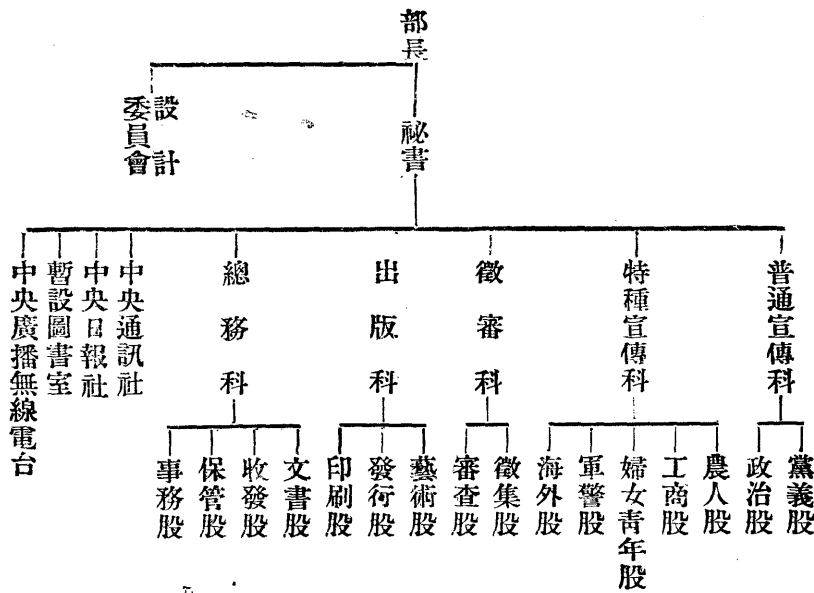 部長
祕書
設計
委員會
普通宣傳科
特種宣傳科
徵審科
出版科
總務科
中央通訊社
中央日報社
暫設圖書室
中央廣播無線電台
黨義股
政治股
農人股
工商股
婦女青年股
軍警股
海外股
徵集股
審查股
藝術股
發行股
印刷股
文書股
收發股
保管股
事務股